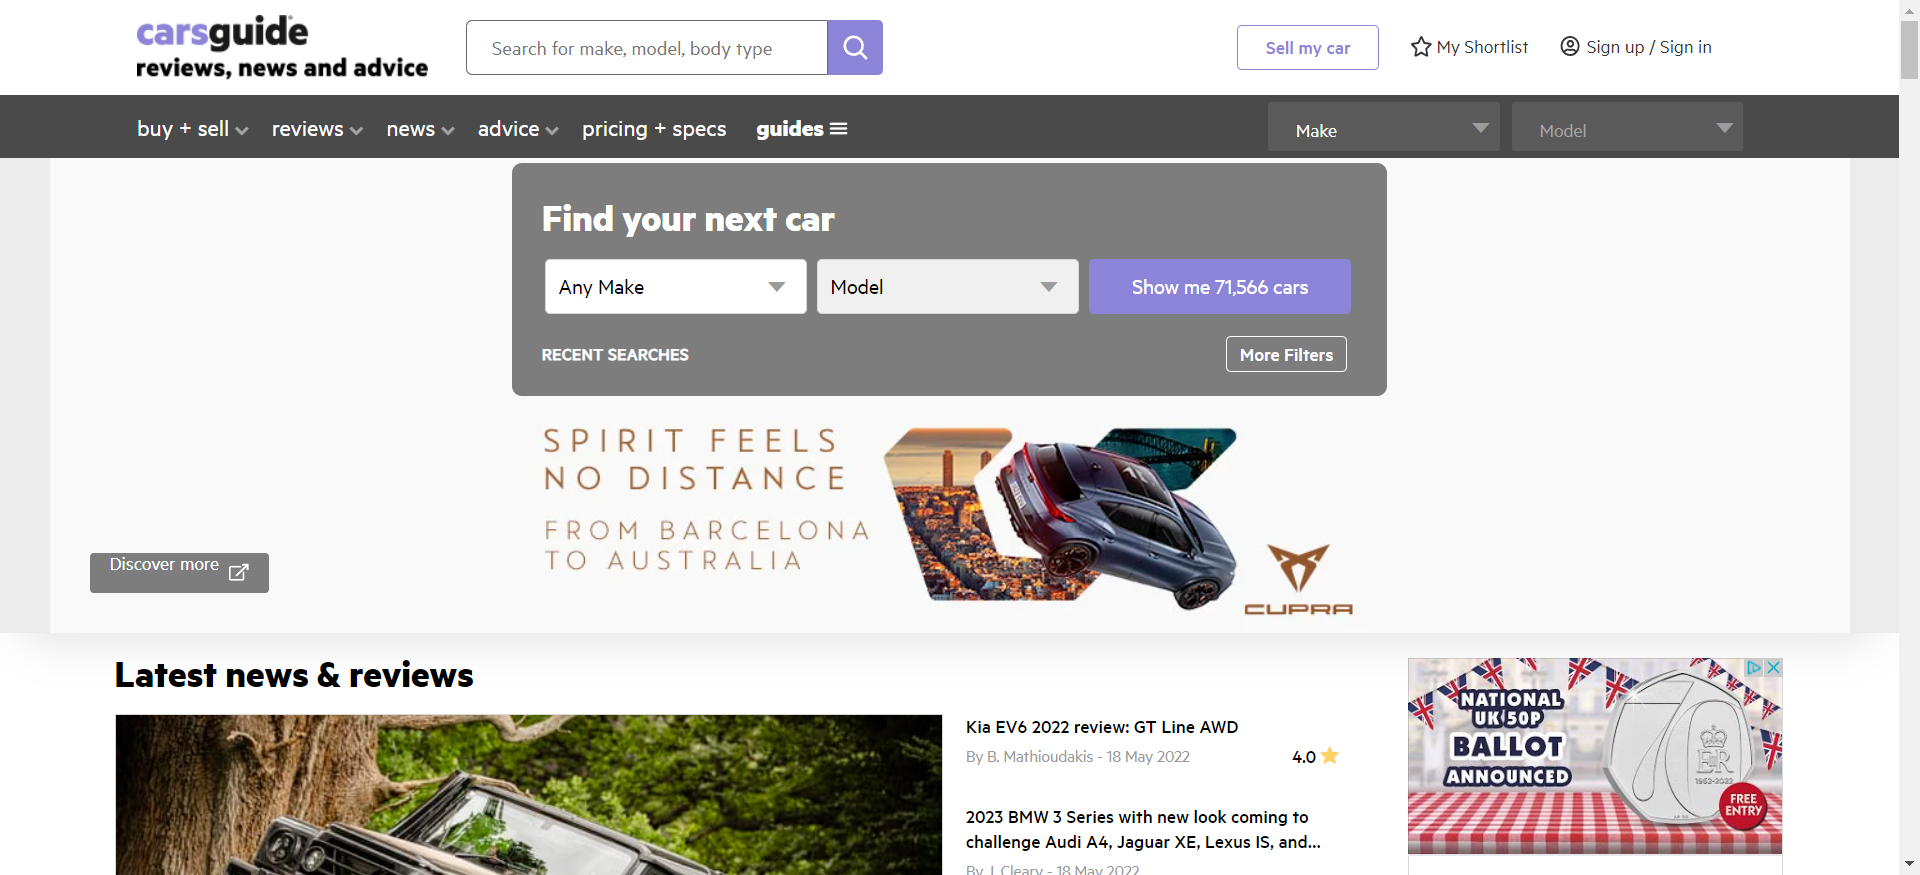 carsguide
reviews, news and advice
Search for make, model, body type
Sell my car
My Shortlist
Sign up / Sign in
buy + sell
reviews
news
advice
pricing + specs
guides
Make
Model
Find your next car
Any Make
Model
Show me 71,566 cars
RECENT SEARCHES
More Filters
SPIRIT FEELS
NO DISTANCE
FROM BARCELONA
TO AUSTRALIA
CUPRA
Discover more
Latest news & reviews
Kia EV6 2022 review: GT Line AWD
By B. Mathioudakis - 18 May 2022
4.0
2023 BMW 3 Series with new look coming to
challenge Audi A4, Jaguar XE, Lexus IS, and...
By J. Cleary - 18 May 2022
NATIONAL
UK 50P
BALLOT
ANNOUNCED
70
ER
1952-2022
FREE
ENTRY